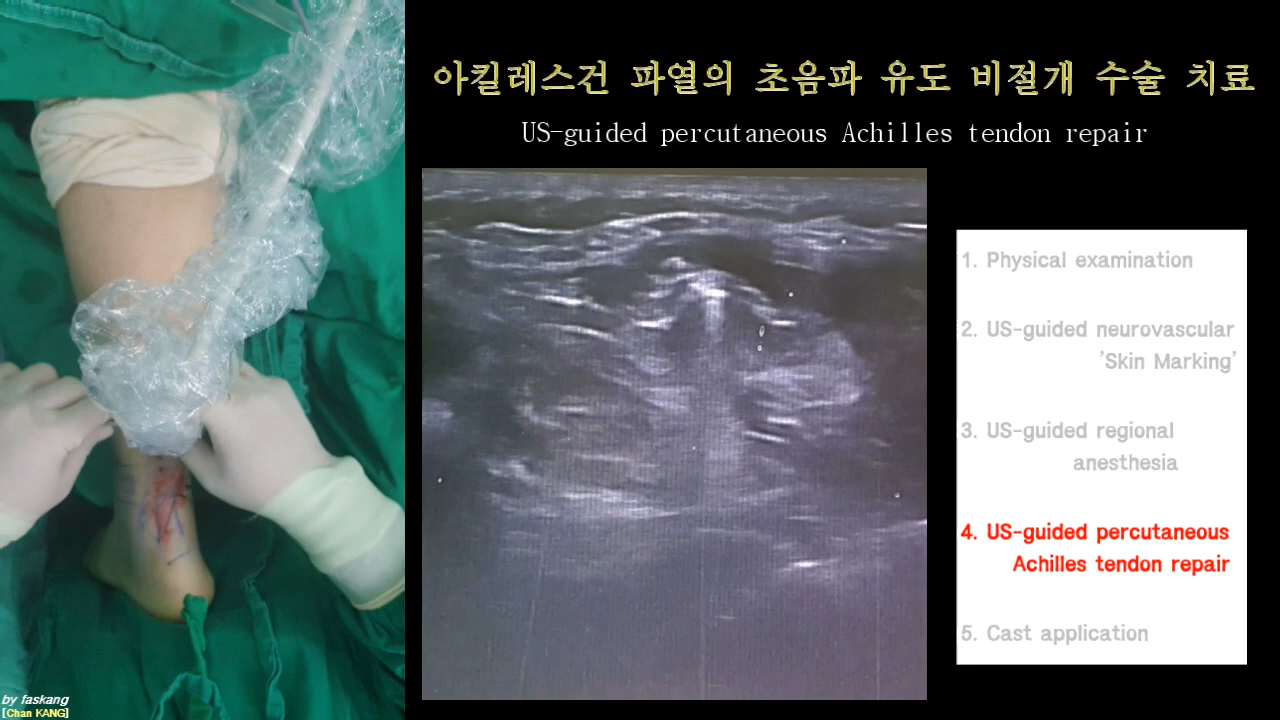 아킬레스건 파열의 초음파 유도 비절개 수술 치료
US-guided percutaneous Achilles tendon repair
1. Physical examination
2. US-guided neurovascular
'Skin Marking'
3. US-guided regional
anesthesia
4. US-guided percutaneous
Achilles tendon repair
5. Cast application
by faskang
[Chan KANG]